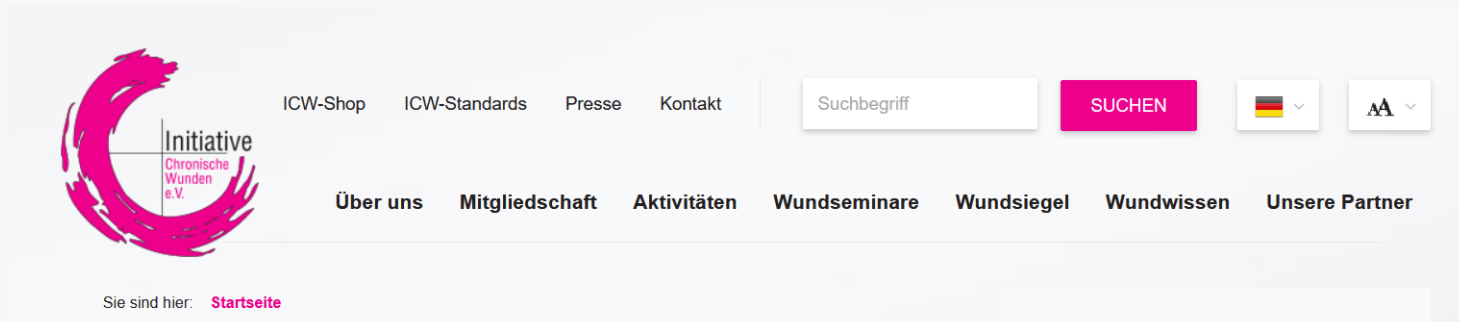 ICW-Shop ICW-Standards Presse Kontakt Suchbegriff SUCHEN AA
Initiative
Chronische
Wunden
e.V.
Über uns Mitgliedschaft Aktivitäten Wundseminare Wundsiegel Wundwissen Unsere Partner
Sie sind hier: Startseite